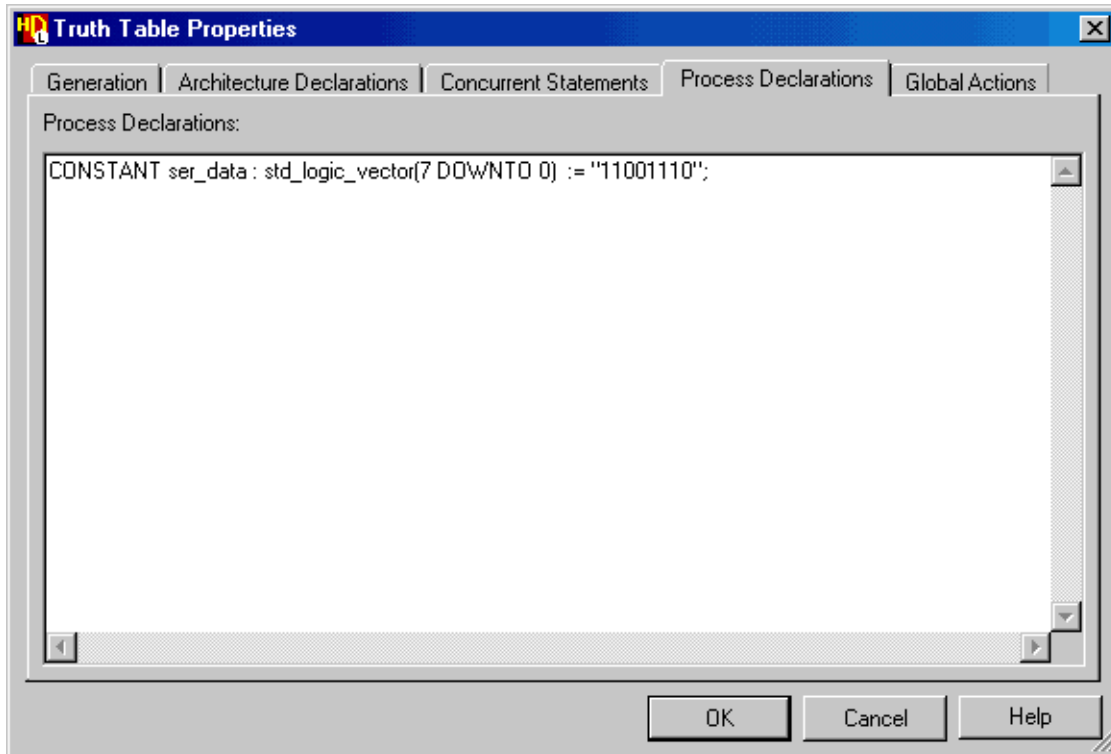 Truth Table Properties
Generation Architecture Declarations Concurrent Statements Process Declarations Global Actions
Process Declarations:
CONSTANT ser_data : std_logic_vector(7 DOWNTO 0) := "11001110";
OK Cancel Help